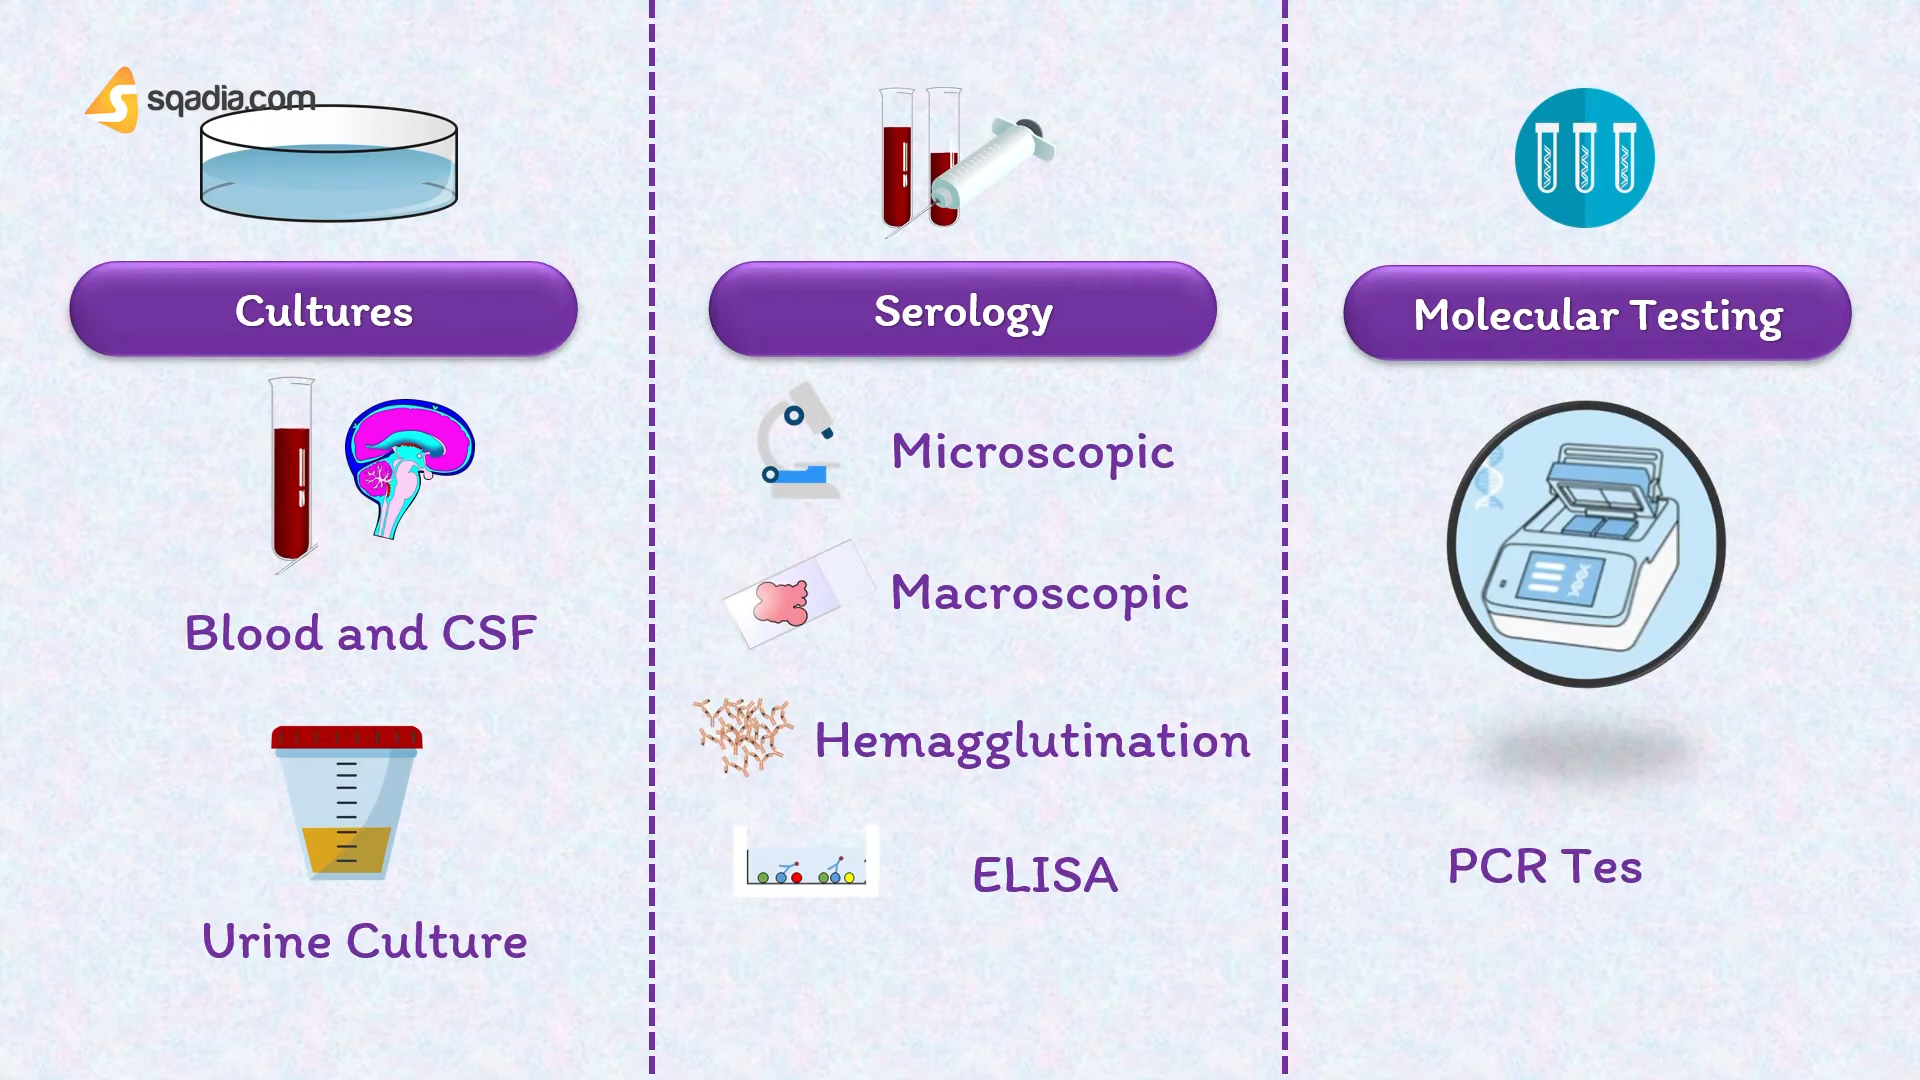 sqadia.com
Cultures
Blood and CSF
Urine Culture
Serology
Microscopic
Macroscopic
Hemagglutination
ELISA
Molecular Testing
PCR Tes